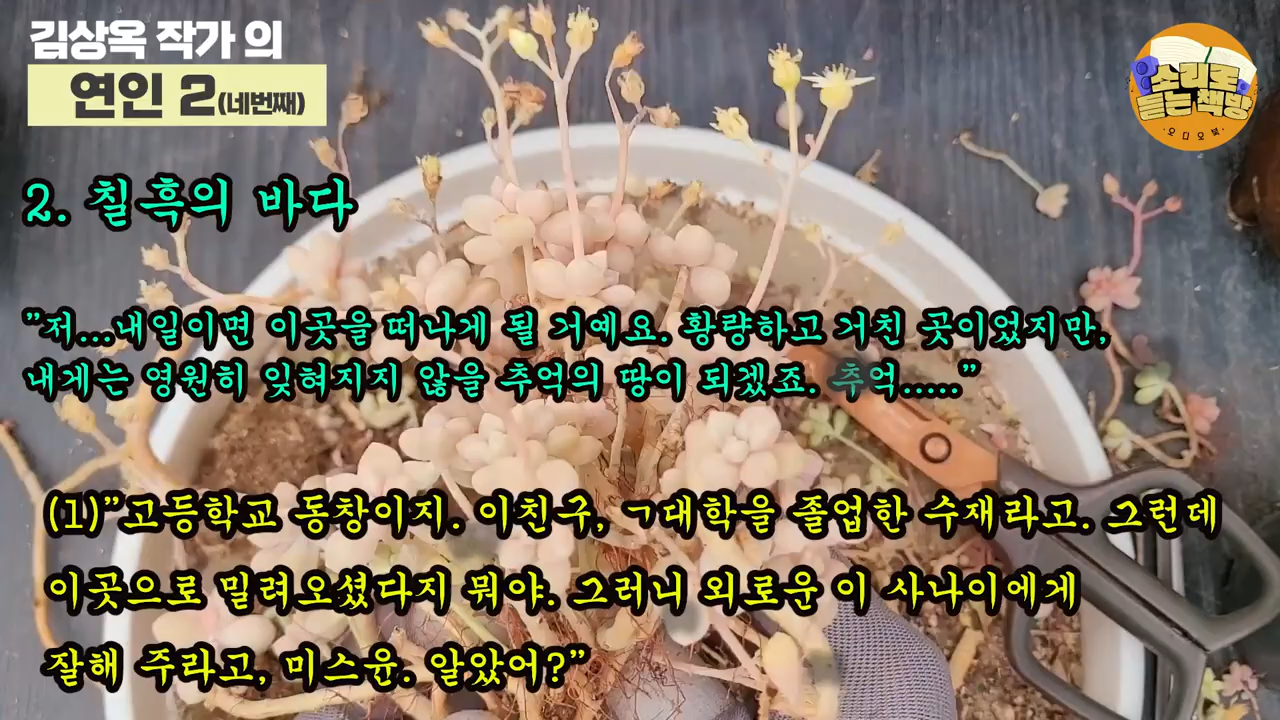 김상옥 작가 의
연인 2(네번째)
소리로
듣는 책방
·오디오북·
2. 칠흑의 바다
"저...내일이면 이곳을 떠나게 될 거예요. 황량하고 거친 곳이었지만,
내게는 영원히 잊혀지지 않을 추억의 땅이 되겠죠. 추억....."
(1)"고등학교 동창이지. 이친구, ㄱ대학을 졸업한 수재라고. 그런데
이곳으로 밀려오셨다지 뭐야. 그러니 외로운 이 사나이에게
잘해 주라고, 미스윤. 알았어?"